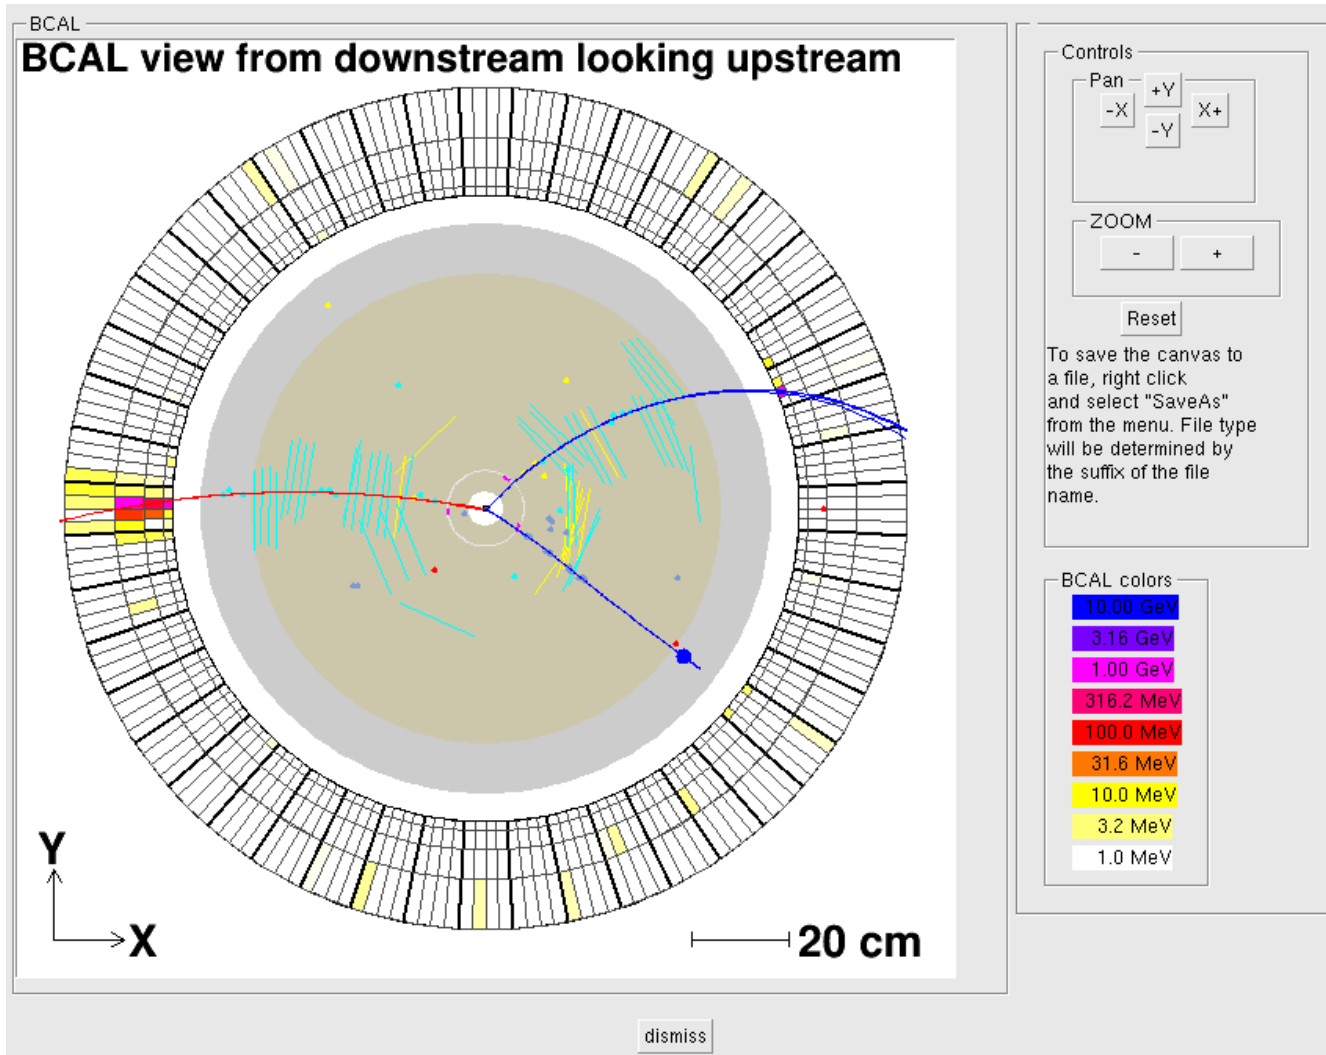 BCAL
BCAL view from downstream looking upstream
Y
X
20 cm
Controls
Pan
+Y
-X
X+
-Y
ZOOM
-
+
Reset
To save the canvas to
a file, right click
and select "SaveAs"
from the menu. File type
will be determined by
the suffix of the file
name.
BCAL colors
10.00 GeV
3.16 GeV
1.00 GeV
316.2 MeV
100.0 MeV
31.6 MeV
10.0 MeV
3.2 MeV
1.0 MeV
dismiss